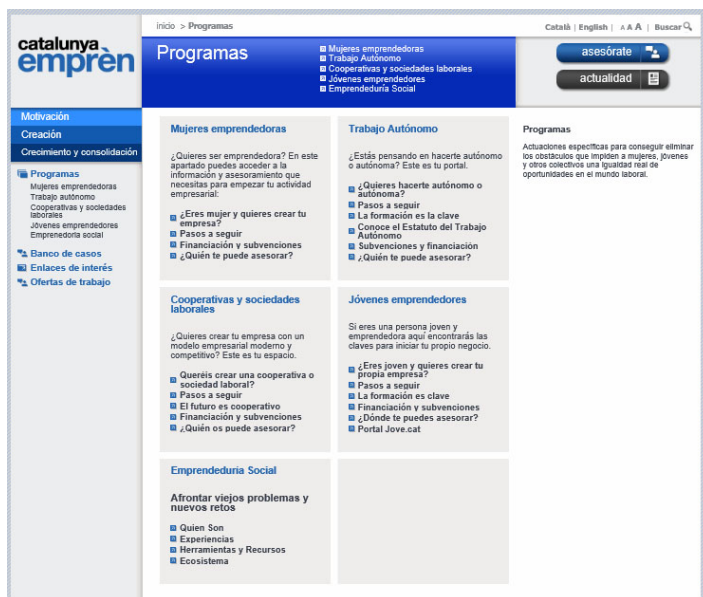 inicio > Programas
Català | English | A A A | Buscar
catalunya
emprèn
Programas
Mujeres emprendedoras
Trabajo Autónomo
Cooperativas y sociedades laborales
Jóvenes emprendedores
Emprendeduría Social
asesórate
actualidad
Motivación
Creación
Crecimiento y consolidación
Programas
Mujeres emprendedoras
Trabajo autónomo
Cooperativas y sociedades
laborales
Jóvenes emprendedores
Emprenedoria social
Banco de casos
Enlaces de interés
Ofertas de trabajo
Mujeres emprendedoras
¿Quieres ser emprendedora? En este
apartado puedes acceder a la
información y asesoramiento que
necesitas para empezar tu actividad
empresarial:
¿Eres mujer y quieres crear tu
empresa?
Pasos a seguir
Financiación y subvenciones
¿Quién te puede asesorar?
Trabajo Autónomo
¿Estás pensando en hacerte autónomo
o autónoma? Este es tu portal.
¿Quieres hacerte autónomo o
autónoma?
Pasos a seguir
La formación es la clave
Conoce el Estatuto del Trabajo
Autónomo
Subvenciones y financiación
¿Quién te puede asesorar?
Programas
Actuaciones específicas para conseguir eliminar
los obstáculos que impiden a mujeres, jóvenes
y otros colectivos una igualdad real de
oportunidades en el mundo laboral.
Cooperativas y sociedades
laborales
¿Quieres crear tu empresa con un
modelo empresarial moderno y
competitivo? Este es tu espacio.
Queréis crear una cooperativa o
sociedad laboral?
Pasos a seguir
El futuro es cooperativo
Financiación y subvenciones
¿Quién os puede asesorar?
Jóvenes emprendedores
Si eres una persona joven y
emprendedora aquí encontrarás las
claves para iniciar tu propio negocio.
¿Eres joven y quieres crear tu
propia empresa?
Pasos a seguir
La formación es clave
Financiación y subvenciones
¿Dónde te puedes asesorar?
Portal Jove.cat
Emprendeduría Social
Afrontar viejos problemas y
nuevos retos
Quien Son
Experiencias
Herramientas y Recursos
Ecosistema